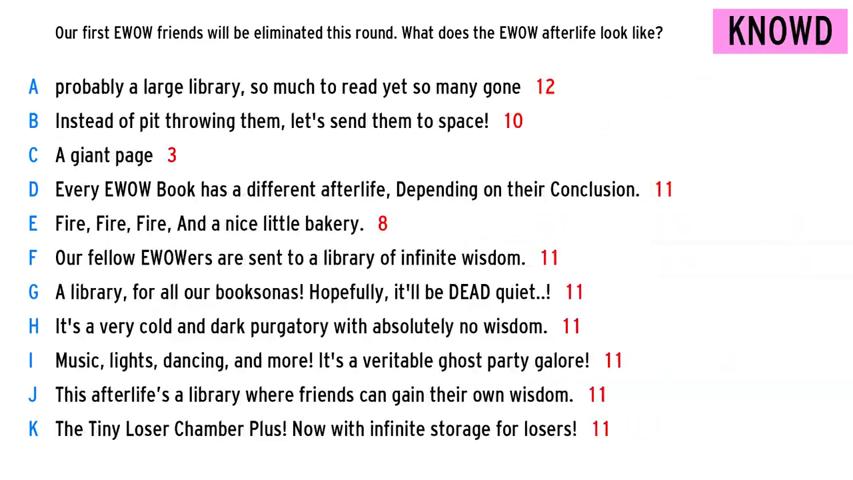 Our first EWOW friends will be eliminated this round. What does the EWOW afterlife look like?
KNOWD
A probably a large library, so much to read yet so many gone 12
B Instead of pit throwing them, let's send them to space! 10
C A giant page 3
D Every EWOW Book has a different afterlife, Depending on their Conclusion. 11
E Fire, Fire, Fire, And a nice little bakery. 8
F Our fellow EWOWers are sent to a library of infinite wisdom. 11
G A library, for all our booksonas! Hopefully, it'll be DEAD quiet..! 11
H It's a very cold and dark purgatory with absolutely no wisdom. 11
I Music, lights, dancing, and more! It's a veritable ghost party galore! 11
J This afterlife’s a library where friends can gain their own wisdom. 11
K The Tiny Loser Chamber Plus! Now with infinite storage for losers! 11